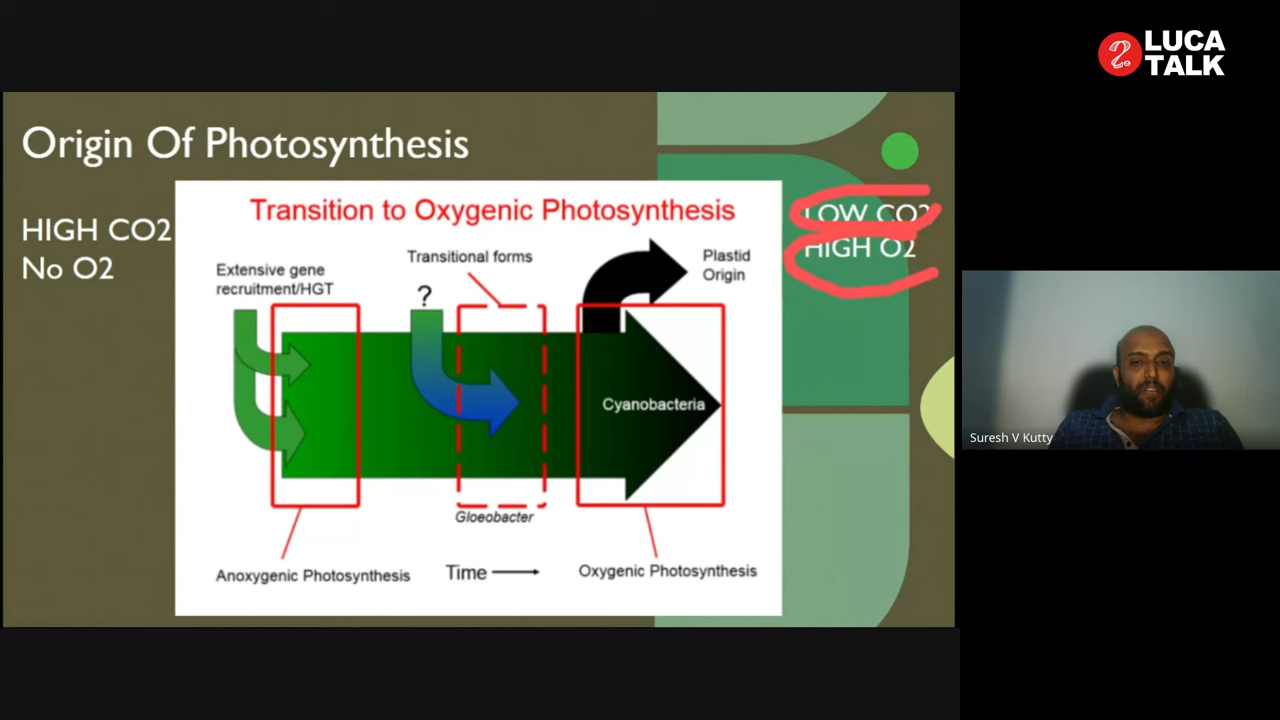 LUCA
TALK
Origin Of Photosynthesis
HIGH CO2
No O2
Transition to Oxygenic Photosynthesis
LOW CO2
HIGH O2
Extensive gene
recruitment/HGT
Transitional forms
?
Plastid
Origin
Cyanobacteria
Gloeobacter
Anoxygenic Photosynthesis
Time
Oxygenic Photosynthesis
Suresh V Kutty